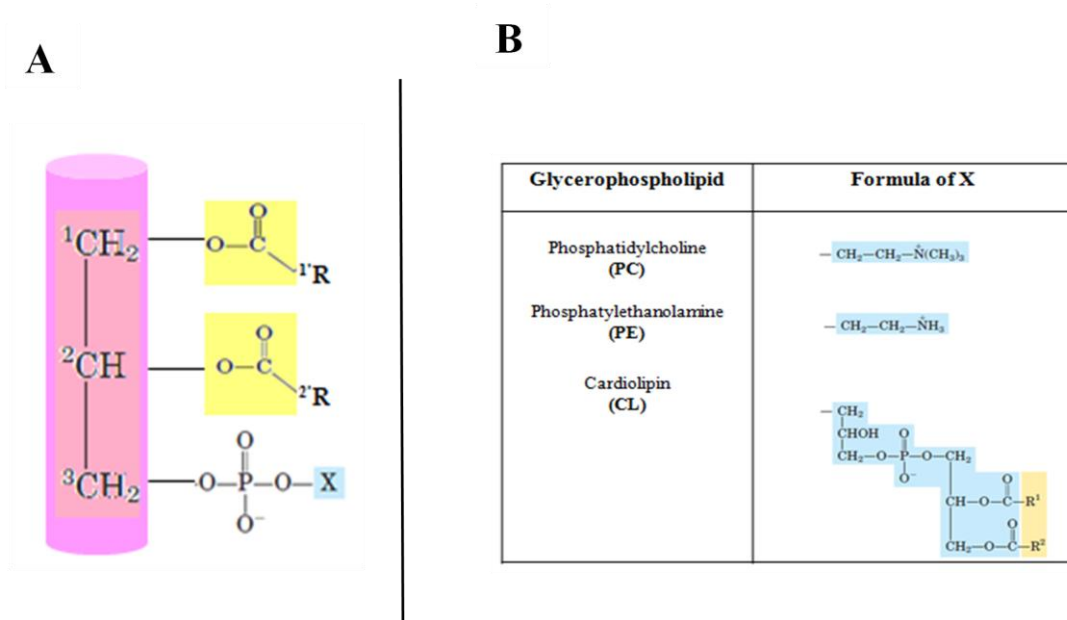 A
B
¹CH₂
O—C
O
¹'R
²CH
O—C
O
²'R
³CH₂—O—P—O—X
O
O⁻
Glycerophospholipid
Formula of X
Phosphatidylcholine
(PC)
–CH₂–CH₂–N⁺(CH₃)₃
Phosphatylethanolamine
(PE)
–CH₂–CH₂–N⁺H₃
Cardiolipin
(CL)
–CH₂
CHOH O
CH₂–O–P–O–CH₂
O⁻
O
CH–O–C–R¹
O
CH₂–O–C–R²